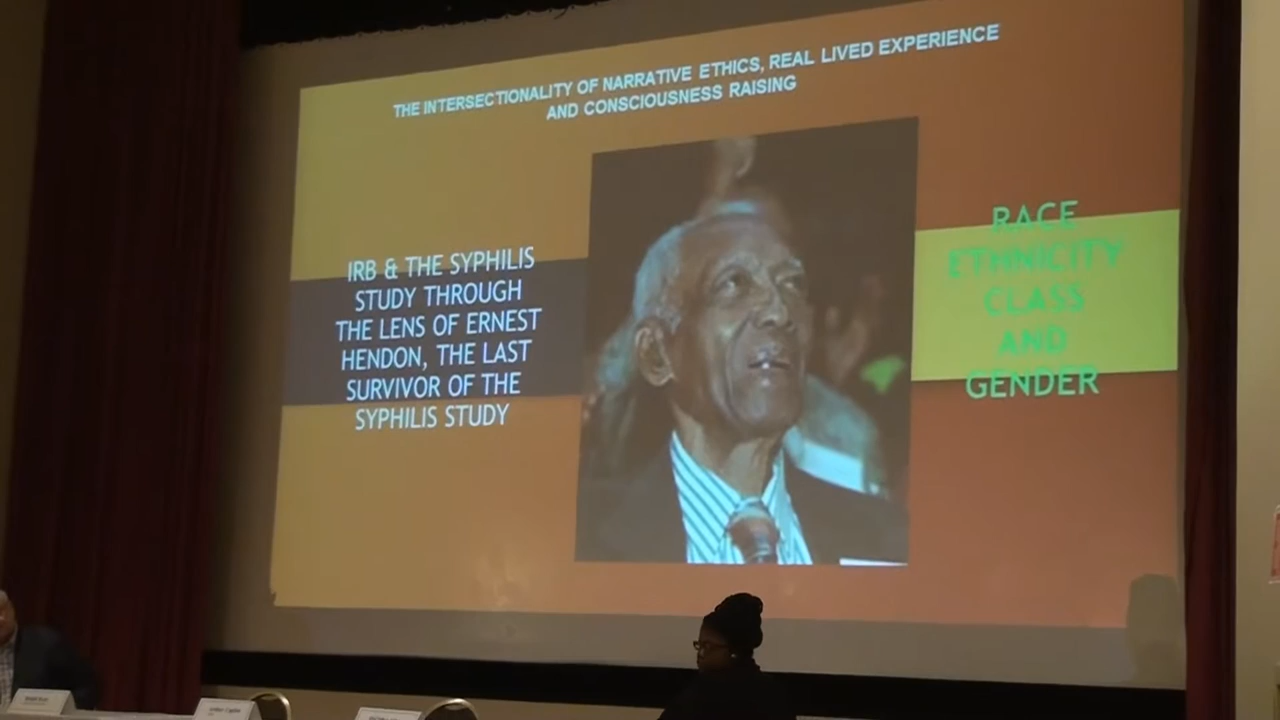 THE INTERSECTIONALITY OF NARRATIVE ETHICS, REAL LIVED EXPERIENCE
AND CONSCIOUSNESS RAISING
IRB & THE SYPHILIS
STUDY THROUGH
THE LENS OF ERNEST
HENDON, THE LAST
SURVIVOR OF THE
SYPHILIS STUDY
RACE
ETHNICITY
CLASS
AND
GENDER